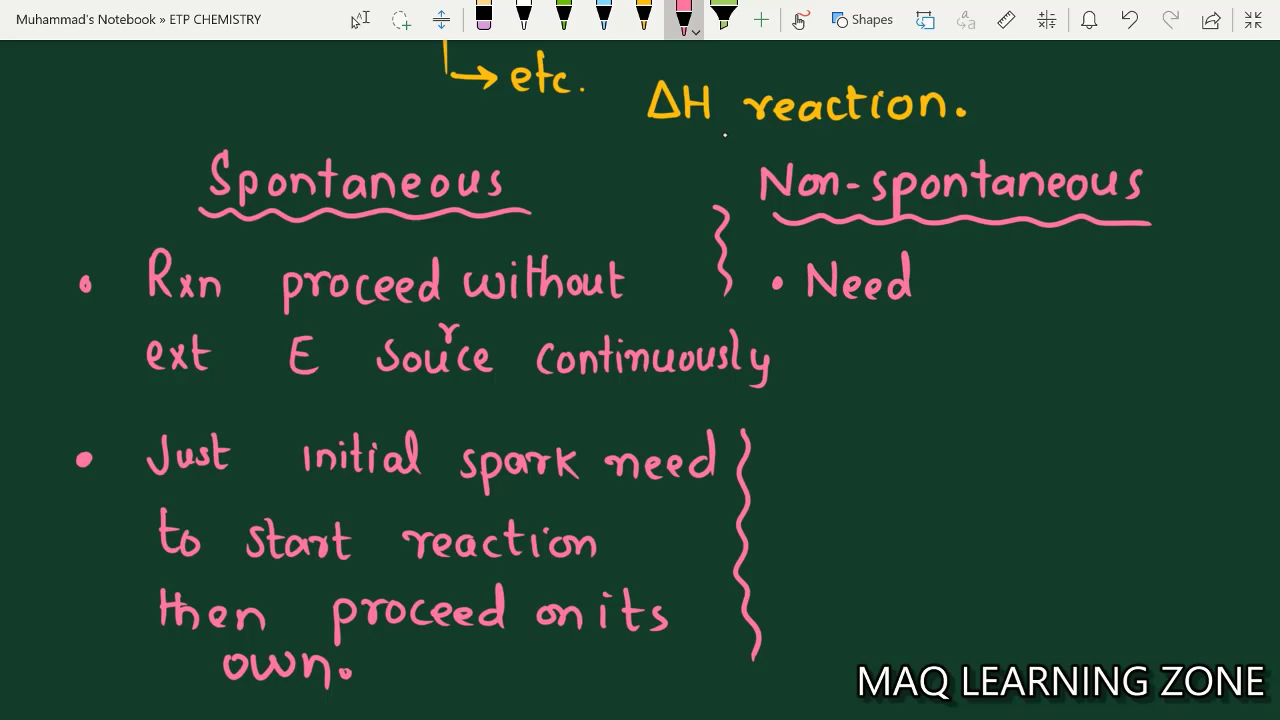 Muhammad's Notebook » ETP CHEMISTRY
Shapes
etc.
ΔH reaction.
Spontaneous
Non-spontaneous
• Rxn proceed without
ext E source continuously
• Need
• Just initial spark need
to start reaction
then proceed on its
own.
MAQ LEARNING ZONE